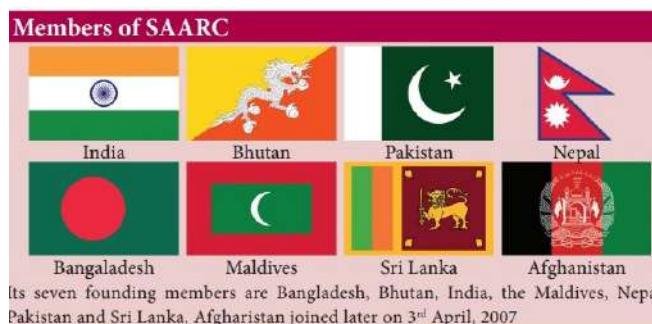 Members of SAARC
India Bhutan Pakistan Nepal
Bangaladesh Maldives Sri Lanka Afghanistan
Its seven founding members are Bangladesh, Bhutan, India, the Maldives, Nepa
Pakistan and Sri Lanka. Afgharistan joined later on 3rd April, 2007